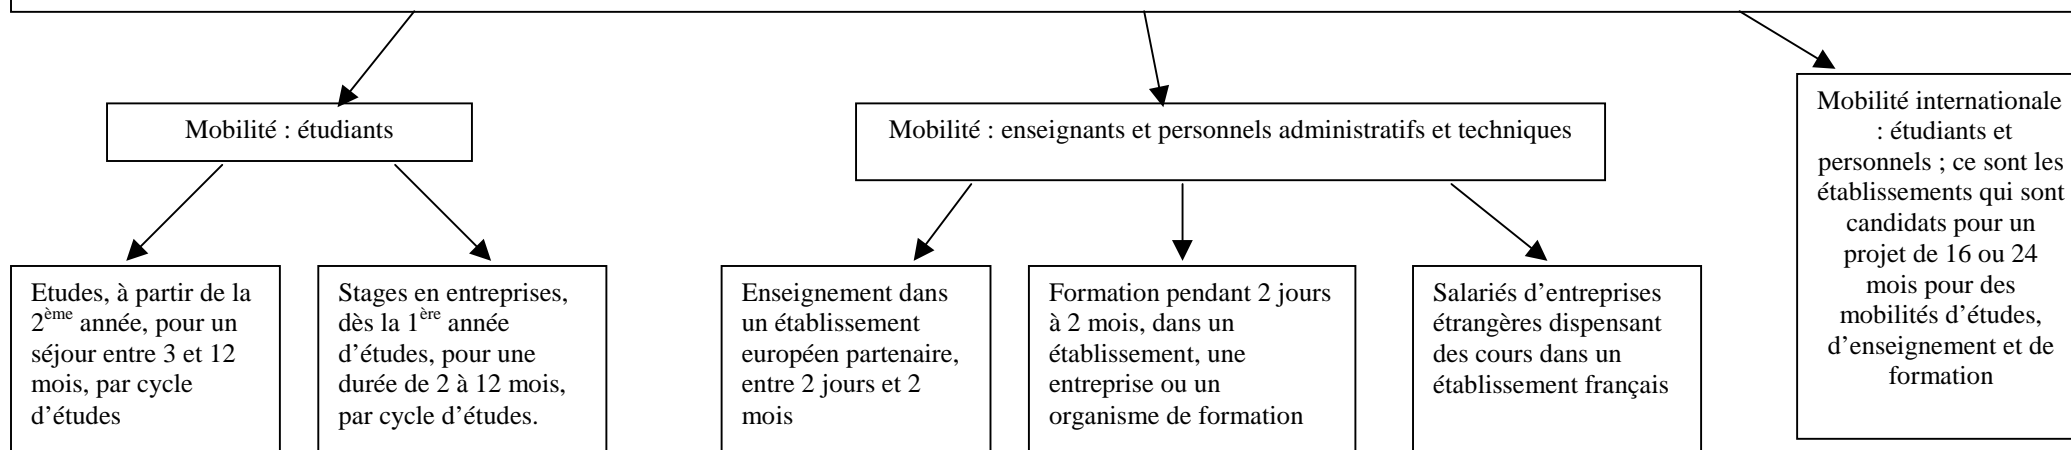 Mobilité : étudiants
Mobilité : enseignants et personnels administratifs et techniques
Mobilité internationale
: étudiants et
personnels ; ce sont les
établissements qui sont
candidats pour un
projet de 16 ou 24
mois pour des
mobilités d’études,
d’enseignement et de
formation
Etudes, à partir de la
2ème année, pour un
séjour entre 3 et 12
mois, par cycle
d’études
Stages en entreprises,
dès la 1ère année
d’études, pour une
durée de 2 à 12 mois,
par cycle d’études.
Enseignement dans
un établissement
européen partenaire,
entre 2 jours et 2
mois
Formation pendant 2 jours
à 2 mois, dans un
établissement, une
entreprise ou un
organisme de formation
Salariés d’entreprises
étrangères dispensant
des cours dans un
établissement français